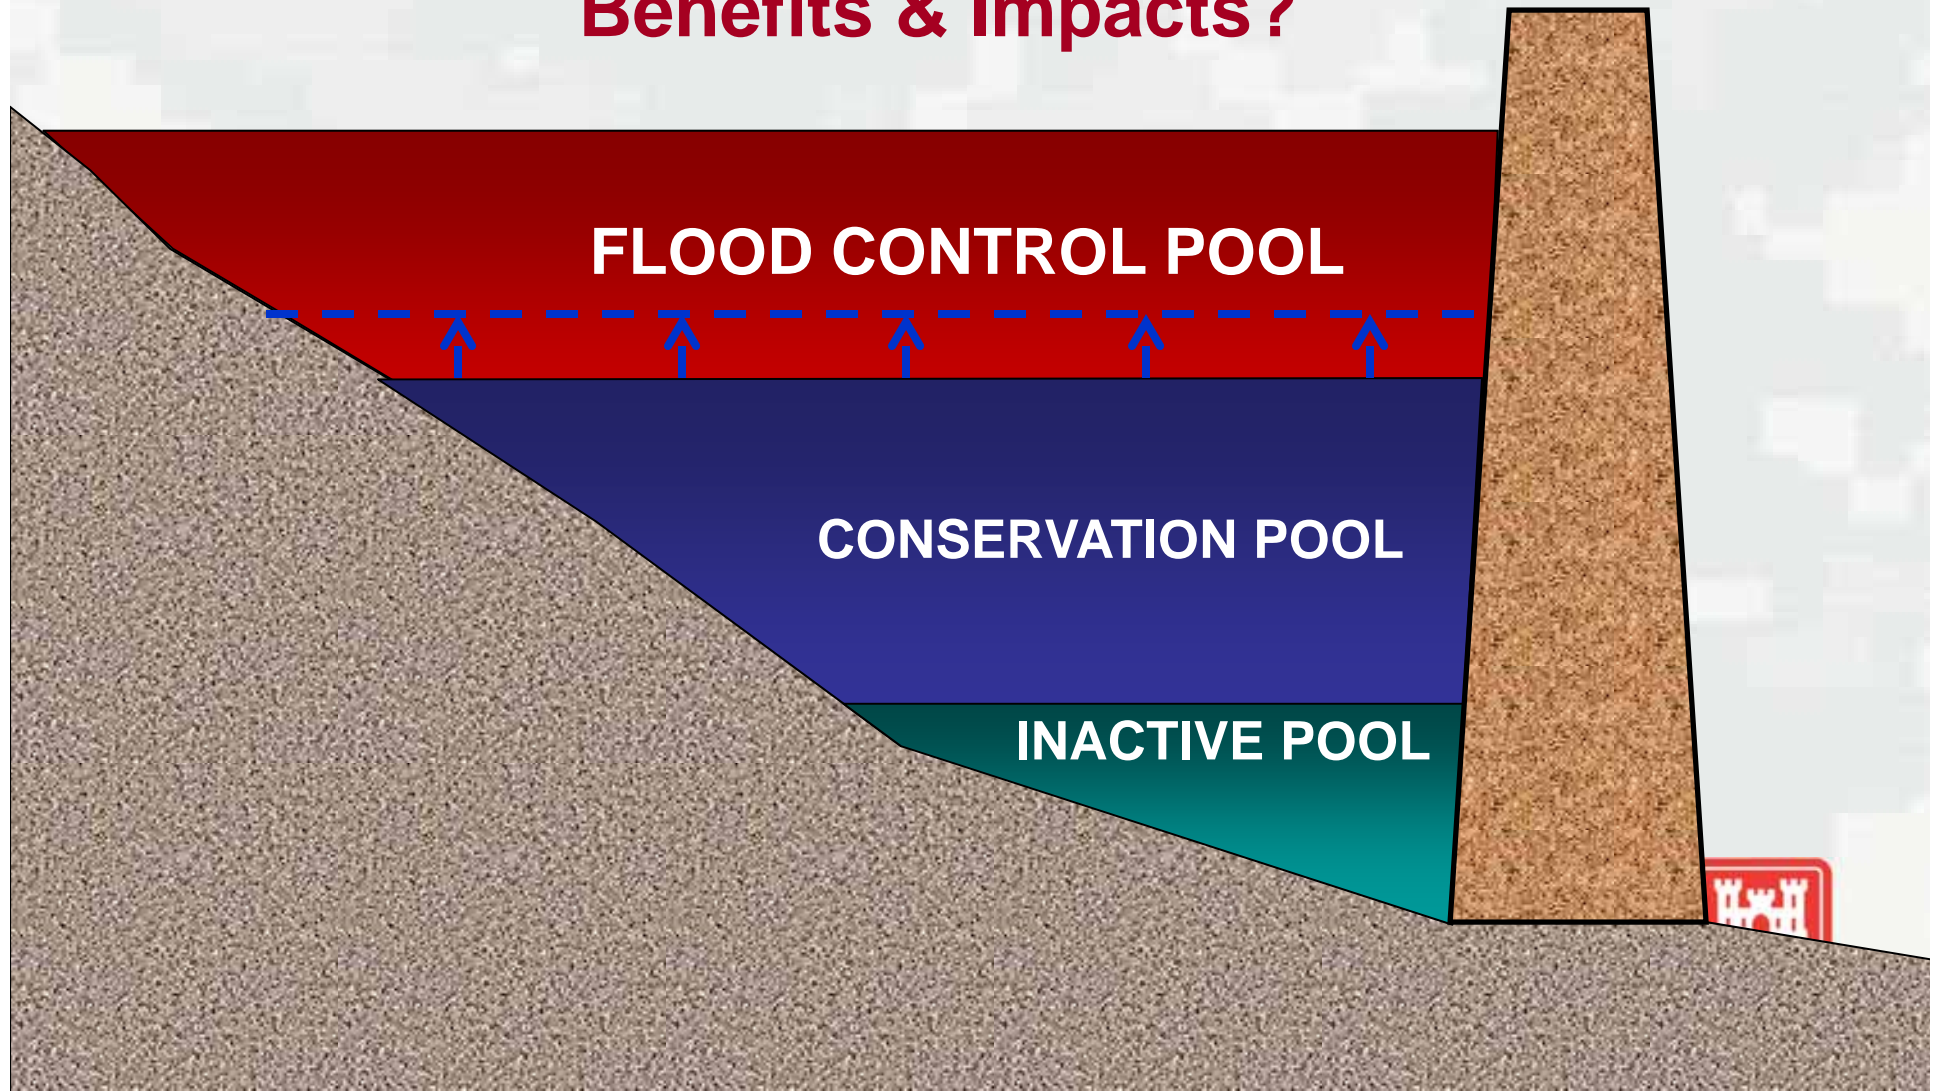 Benefits & Impacts?
FLOOD CONTROL POOL
CONSERVATION POOL
INACTIVE POOL